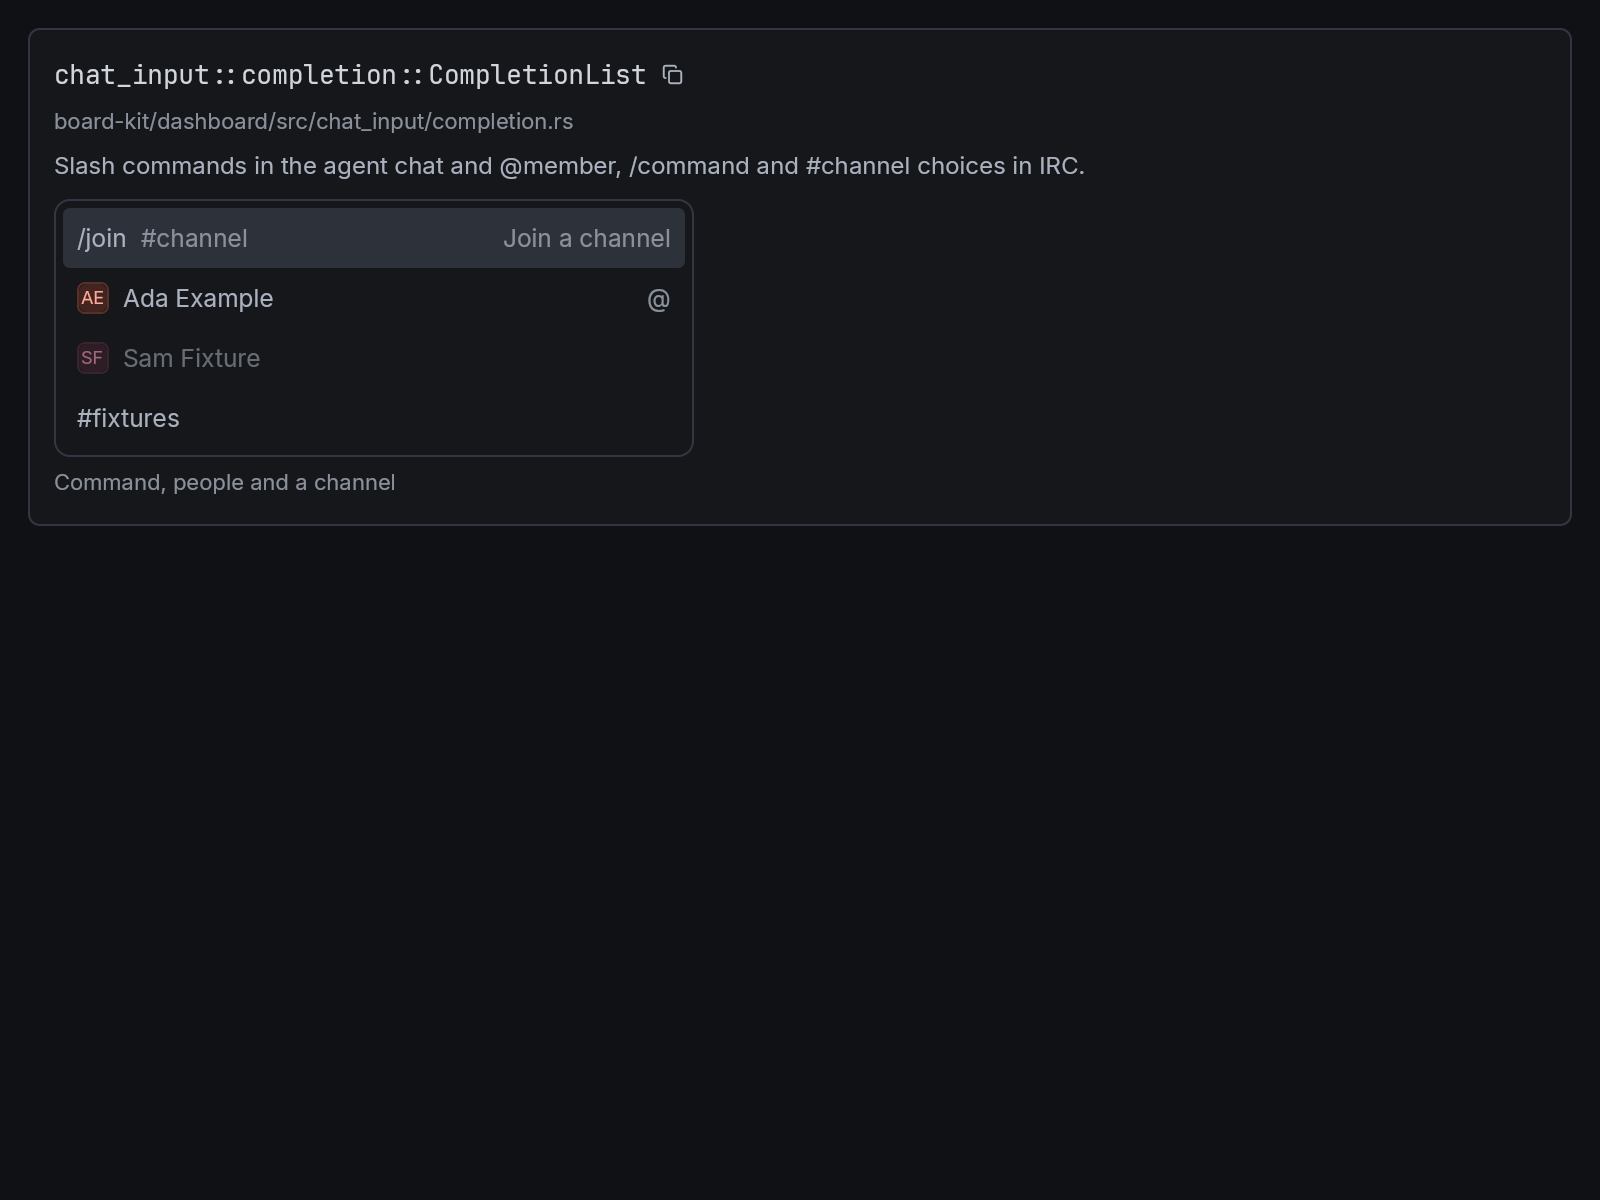 chat_input::completion::CompletionList
board-kit/dashboard/src/chat_input/completion.rs
Slash commands in the agent chat and @member, /command and #channel choices in IRC.
/join #channel Join a channel
AE Ada Example @
SF Sam Fixture
#fixtures
Command, people and a channel